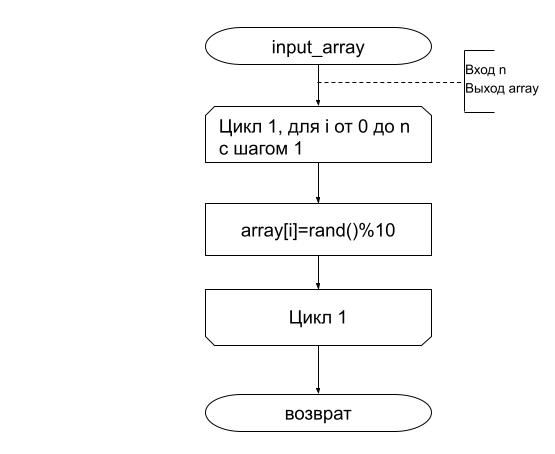 input_array
Вход n
Выход array
Цикл 1, для i от 0 до n
с шагом 1
array[i]=rand()%10
Цикл 1
возврат